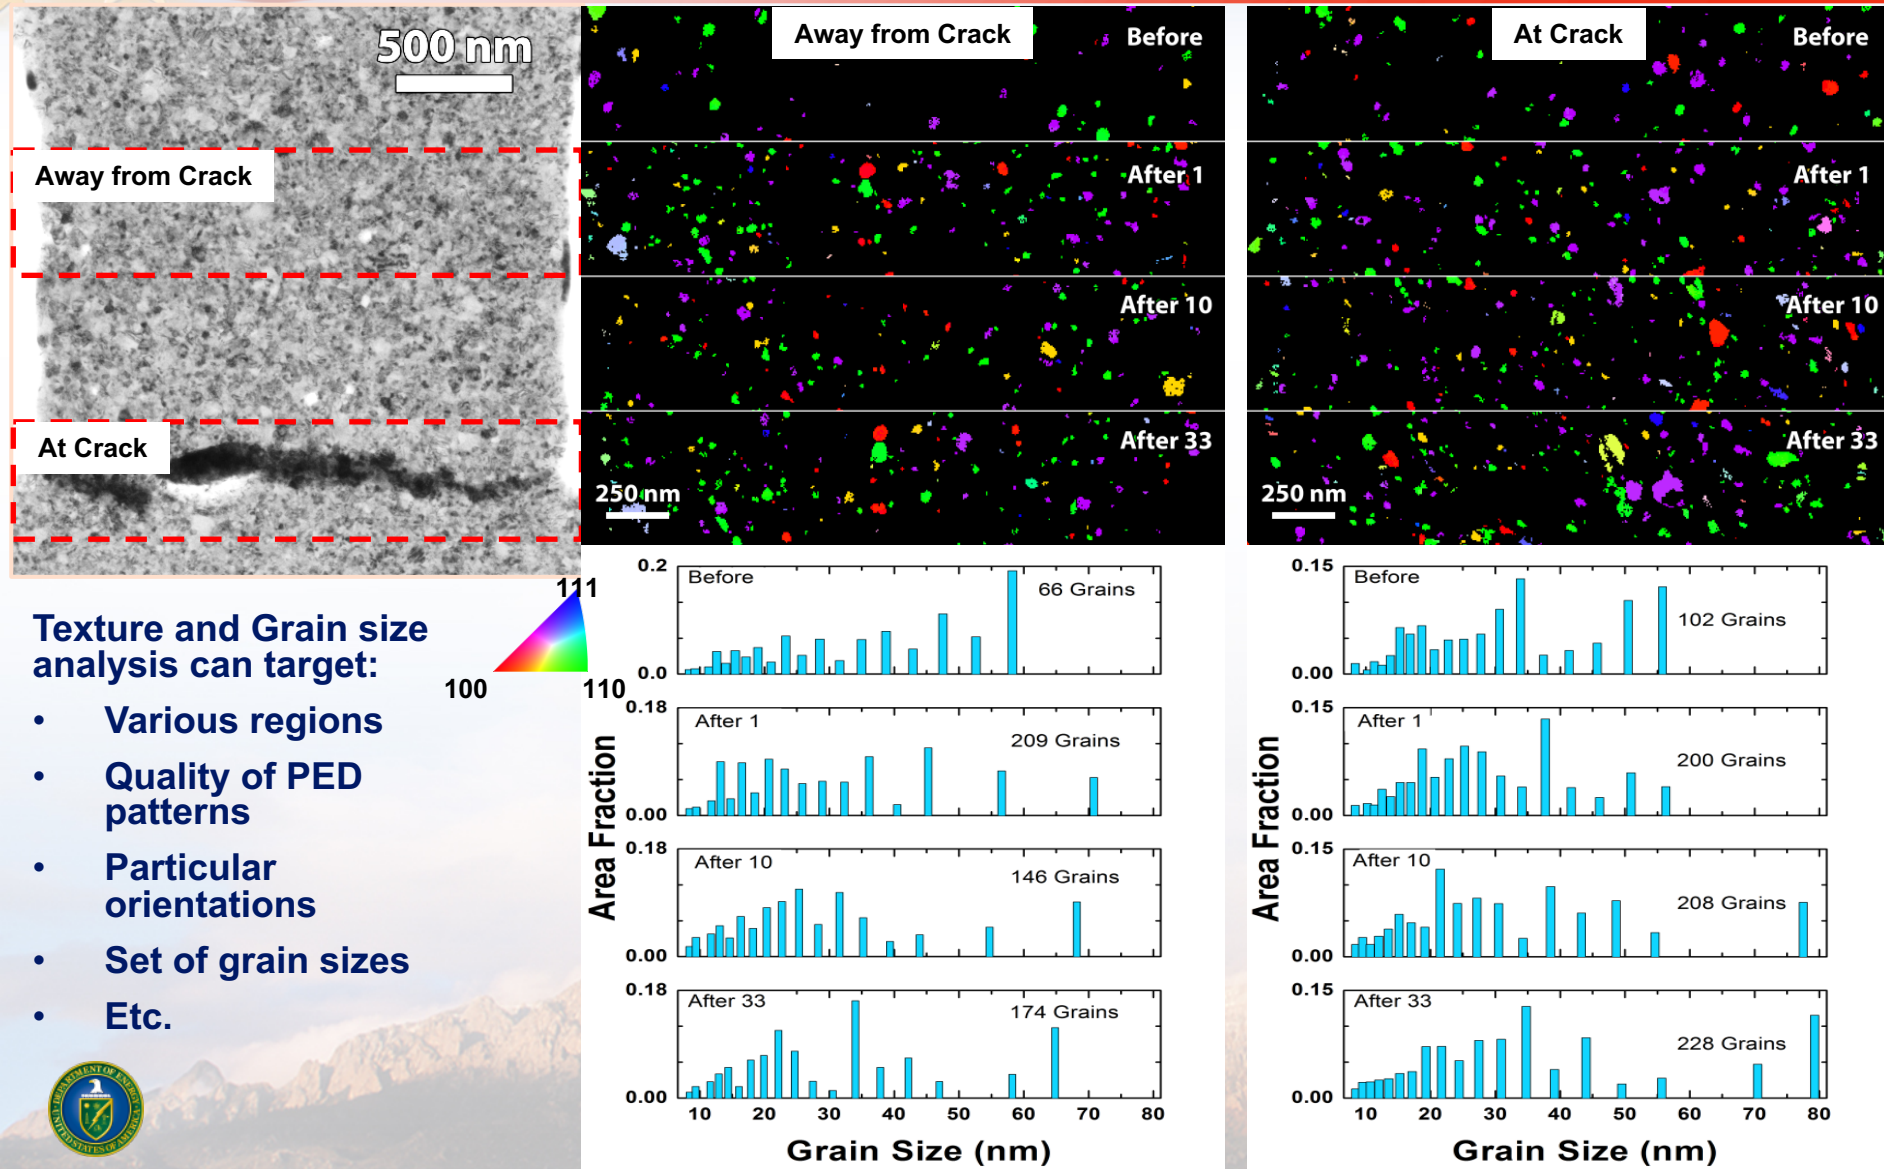 500 nm
Away from Crack
At Crack
Away from Crack
Before
After 1
After 10
After 33
250 nm
At Crack
Before
After 1
After 10
After 33
250 nm
111
100
110
Texture and Grain size
analysis can target:
• Various regions
• Quality of PED
patterns
• Particular
orientations
• Set of grain sizes
• Etc.
DEPARTMENT OF ENERGY
UNITED STATES OF AMERICA
Area Fraction
0.2
0.0
Before
66 Grains
0.18
0.00
After 1
209 Grains
0.18
0.00
After 10
146 Grains
0.18
0.00
After 33
174 Grains
10 20 30 40 50 60 70 80
Grain Size (nm)
Area Fraction
0.15
0.00
Before
102 Grains
0.15
0.00
After 1
200 Grains
0.15
0.00
After 10
208 Grains
0.15
0.00
After 33
228 Grains
10 20 30 40 50 60 70 80
Grain Size (nm)